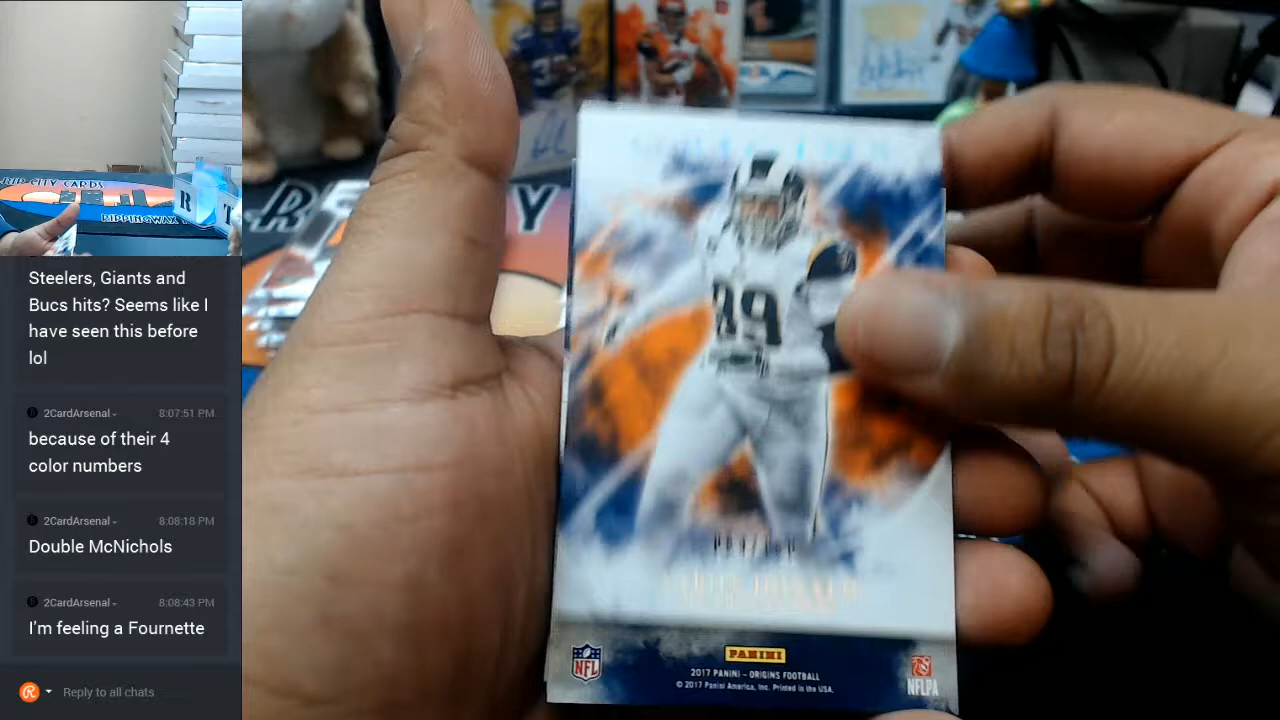 RIP CITY CARDS
RIPPINGWAX
R
T
Steelers, Giants and
Bucs hits? Seems like I
have seen this before
lol
2CardArsenal
8:07:51 PM
because of their 4
color numbers
2CardArsenal
8:08:18 PM
Double McNichols
2CardArsenal
8:08:43 PM
I'm feeling a Fournette
Reply to all chats
R
Y
99
NFL
PANINI
2017 PANINI - ORIGINS FOOTBALL
© 2017 Panini America, Inc. Printed in the USA.
NFLPA